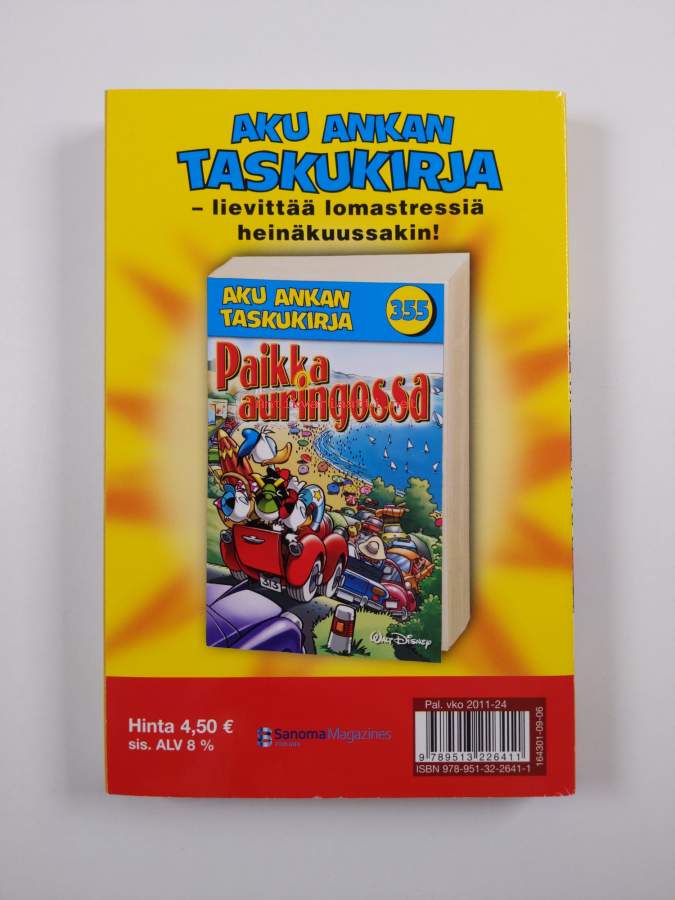 AKU ANKAN
TASKUKIRJA
– lievittää lomastressiä
heinäkuussakin!
AKU ANKAN
TASKUKIRJA
355
Paikka
auringossa
313
WALT DISNEY
Hinta 4,50 €
sis. ALV 8 %
SanomaMagazines
Pal. vko 2011-24
9 789513 226411
ISBN 978-951-32-2641-1
164301-09-06